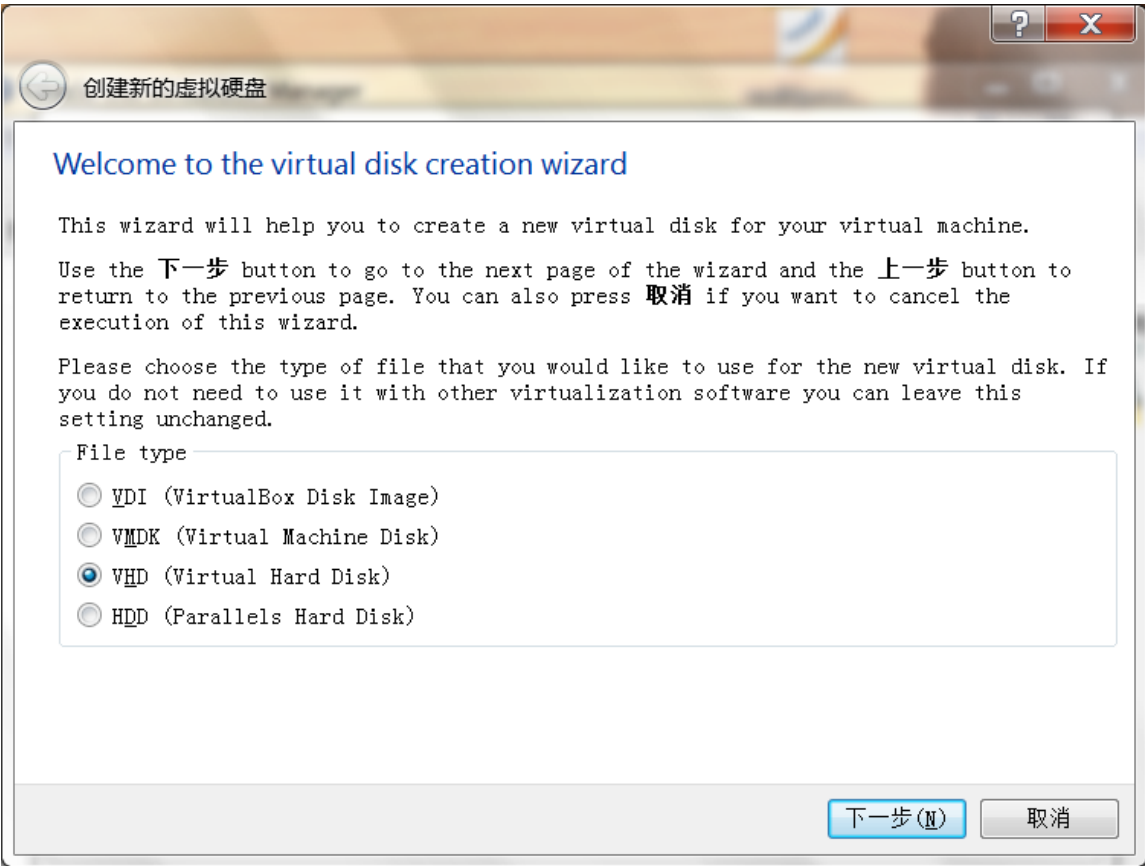 创建新的虚拟硬盘
Welcome to the virtual disk creation wizard
This wizard will help you to create a new virtual disk for your virtual machine.
Use the 下一步 button to go to the next page of the wizard and the 上一步 button to
return to the previous page. You can also press 取消 if you want to cancel the
execution of this wizard.
Please choose the type of file that you would like to use for the new virtual disk. If
you do not need to use it with other virtualization software you can leave this
setting unchanged.
File type
VDI (VirtualBox Disk Image)
VMDK (Virtual Machine Disk)
VHD (Virtual Hard Disk)
HDD (Parallels Hard Disk)
下一步(N) 取消